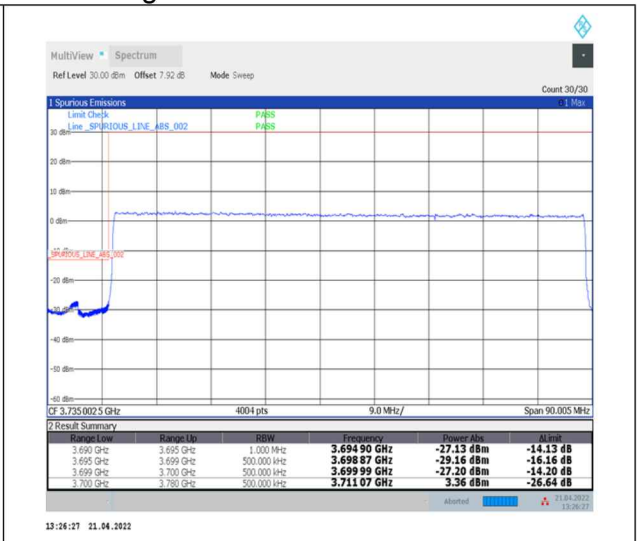 MultiView Spectrum
Ref Level 30.00 dBm Offset 7.92 dB Mode Sweep
Count 30/30
1 Spurious Emissions 1 Max
Limit Check PASS
Line _SPURIOUS_LINE_ABS_002 PASS
30 dBm
20 dBm
10 dBm
0 dBm
-10 dBm
_SPURIOUS_LINE_ABS_002
-20 dBm
-30 dBm
-40 dBm
-50 dBm
-60 dBm
CF 3.735 002 5 GHz 4004 pts 9.0 MHz/ Span 90.005 MHz
2 Result Summary
Range Low Range Up RBW Frequency Power Abs ΔLimit
3.690 GHz 3.695 GHz 1.000 MHz 3.694 90 GHz -27.13 dBm -14.13 dB
3.695 GHz 3.699 GHz 500.000 kHz 3.698 87 GHz -29.16 dBm -16.16 dB
3.699 GHz 3.700 GHz 500.000 kHz 3.699 99 GHz -27.20 dBm -14.20 dB
3.700 GHz 3.780 GHz 500.000 kHz 3.711 07 GHz 3.36 dBm -26.64 dB
Aborted 21.04.2022
13:26:27
13:26:27 21.04.2022